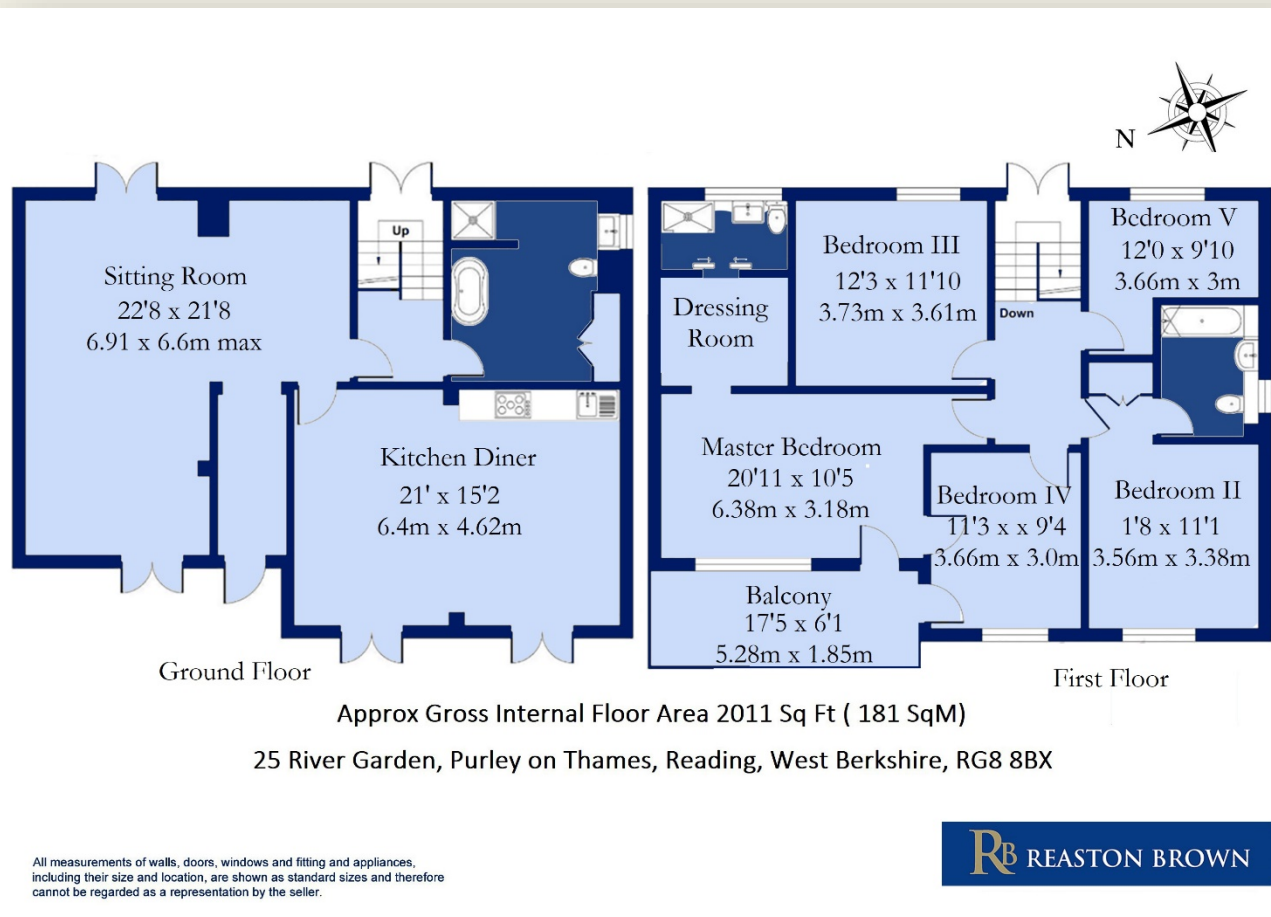 N
Sitting Room
22'8 x 21'8
6.91 x 6.6m max
Up
Kitchen Diner
21' x 15'2
6.4m x 4.62m
Ground Floor
Dressing
Room
Bedroom III
12'3 x 11'10
3.73m x 3.61m
Down
Bedroom V
12'0 x 9'10
3.66m x 3m
Master Bedroom
20'11 x 10'5
6.38m x 3.18m
Bedroom IV
11'3 x x 9'4
3.66m x 3.0m
Bedroom II
1'8 x 11'1
3.56m x 3.38m
Balcony
17'5 x 6'1
5.28m x 1.85m
First Floor
Approx Gross Internal Floor Area 2011 Sq Ft ( 181 SqM)
25 River Garden, Purley on Thames, Reading, West Berkshire, RG8 8BX
All measurements of walls, doors, windows and fitting and appliances,
including their size and location, are shown as standard sizes and therefore
cannot be regarded as a representation by the seller.
RB REASTON BROWN